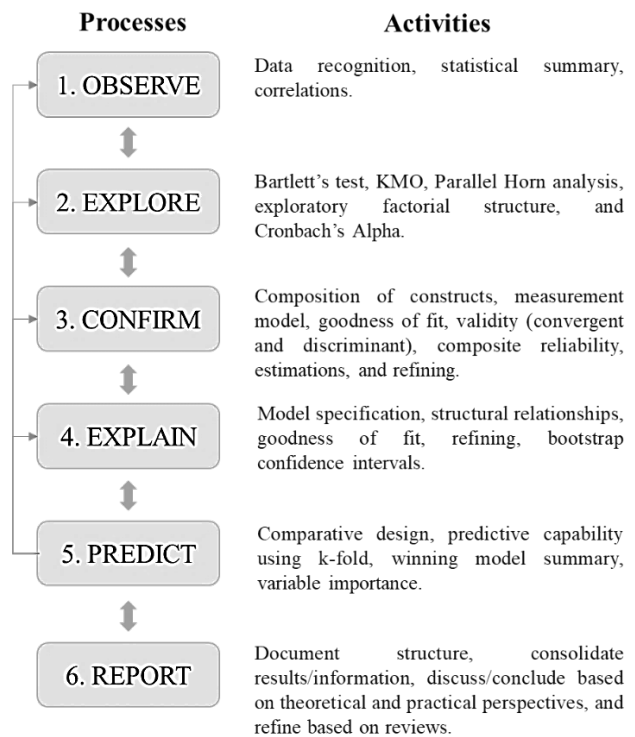 Processes
Activities
1. OBSERVE
Data recognition, statistical summary,
correlations.
2. EXPLORE
Bartlett’s test, KMO, Parallel Horn analysis,
exploratory factorial structure, and
Cronbach’s Alpha.
3. CONFIRM
Composition of constructs, measurement
model, goodness of fit, validity (convergent
and discriminant), composite reliability,
estimations, and refining.
4. EXPLAIN
Model specification, structural relationships,
goodness of fit, refining, bootstrap
confidence intervals.
5. PREDICT
Comparative design, predictive capability
using k-fold, winning model summary,
variable importance.
6. REPORT
Document structure, consolidate
results/information, discuss/conclude based
on theoretical and practical perspectives, and
refine based on reviews.